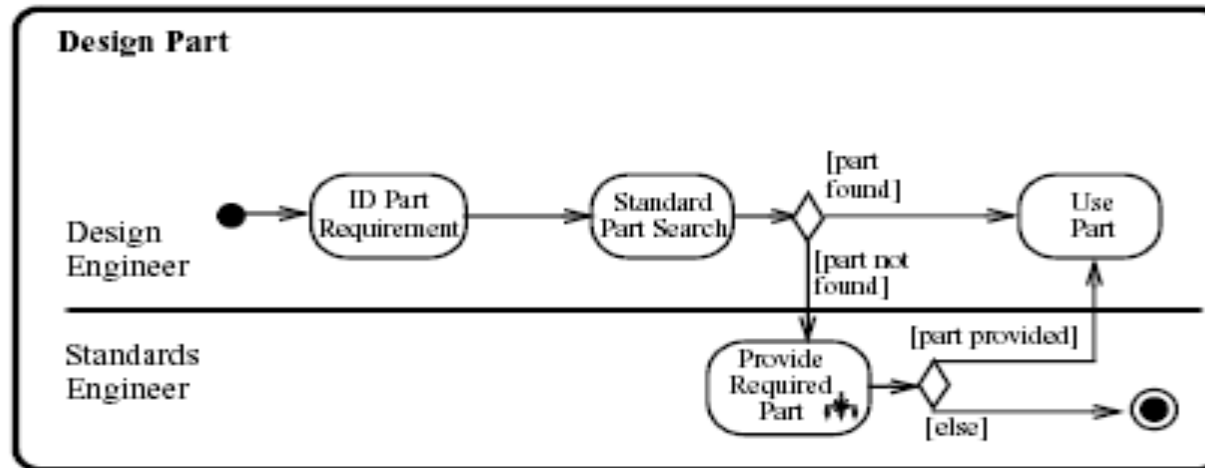 Design Part
[part
found]
ID Part
Requirement
Standard
Part Search
Use
Part
Design
Engineer
[part not
found]
Standards
Engineer
Provide
Required
Part
[part provided]
[else]